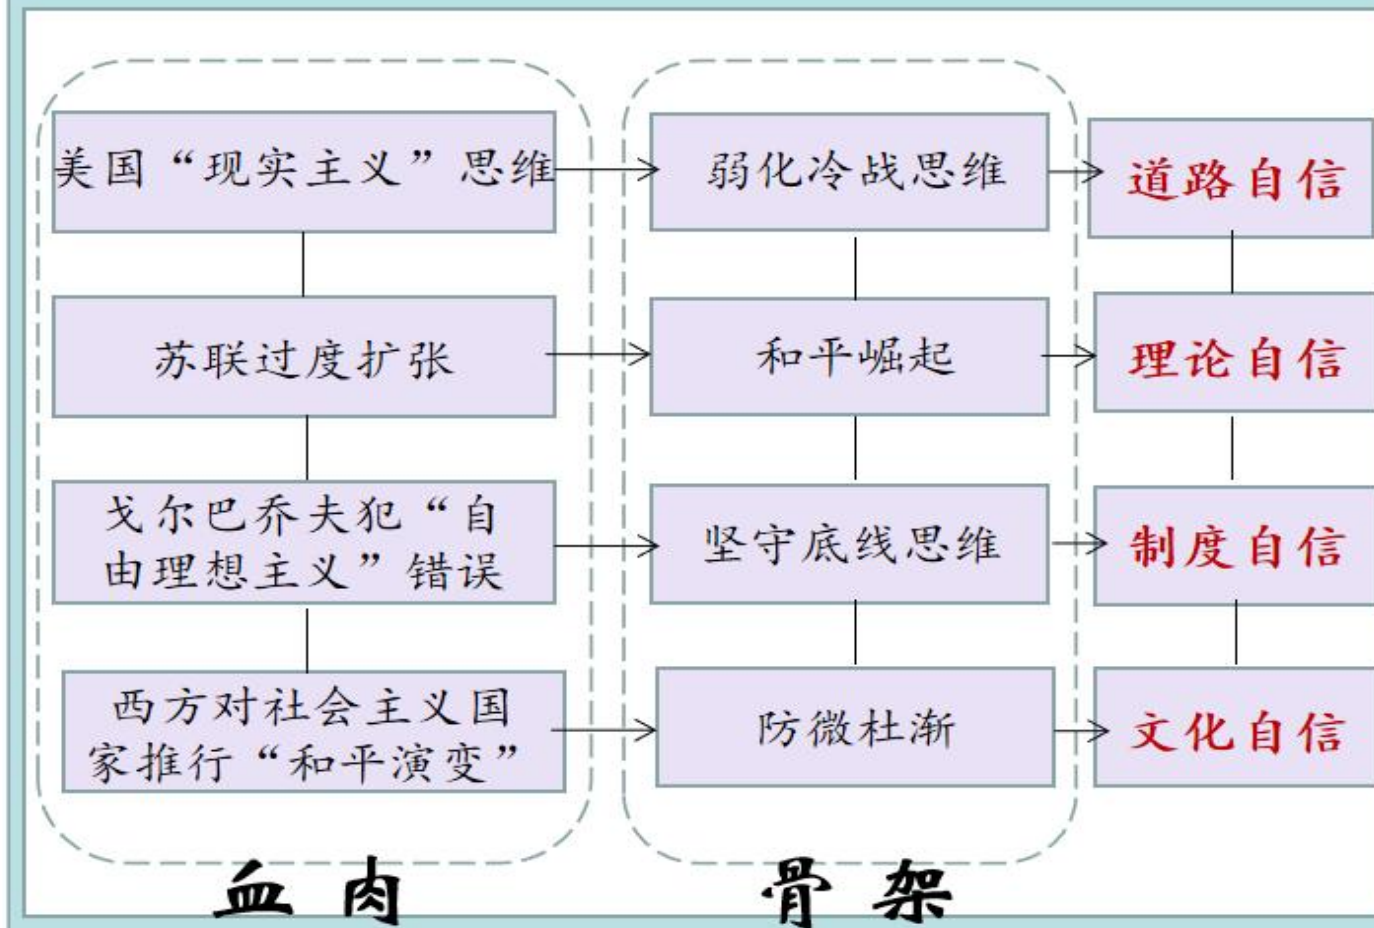 美国“现实主义”思维
弱化冷战思维
道路自信
苏联过度扩张
和平崛起
理论自信
戈尔巴乔夫犯“自
由理想主义”错误
坚守底线思维
制度自信
西方对社会主义国
家推行“和平演变”
防微杜渐
文化自信
血肉
骨架